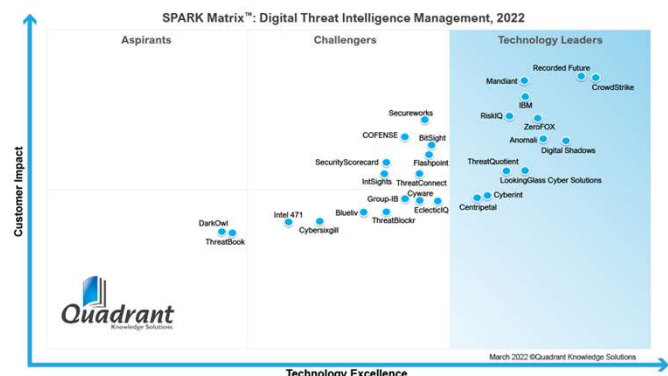 SPARK Matrix™: Digital Threat Intelligence Management, 2022
Aspirants
Challengers
Technology Leaders
Recorded Future
Mandiant
CrowdStrike
IBM
Secureworks
RiskIQ
ZeroFOX
COFENSE
BitSight
Anomali
Digital Shadows
Flashpoint
SecurityScorecard
ThreatQuotient
IntSights
ThreatConnect
LookingGlass Cyber Solutions
Customer Impact
Cyware
Group-IB
Cyberint
EclecticIQ
Centripetal
Blueliv
Intel 471
ThreatBlockr
DarkOwl
Cybersixgill
ThreatBook
Quadrant
Knowledge Solutions
March 2022 ©Quadrant Knowledge Solutions
Technology Excellence